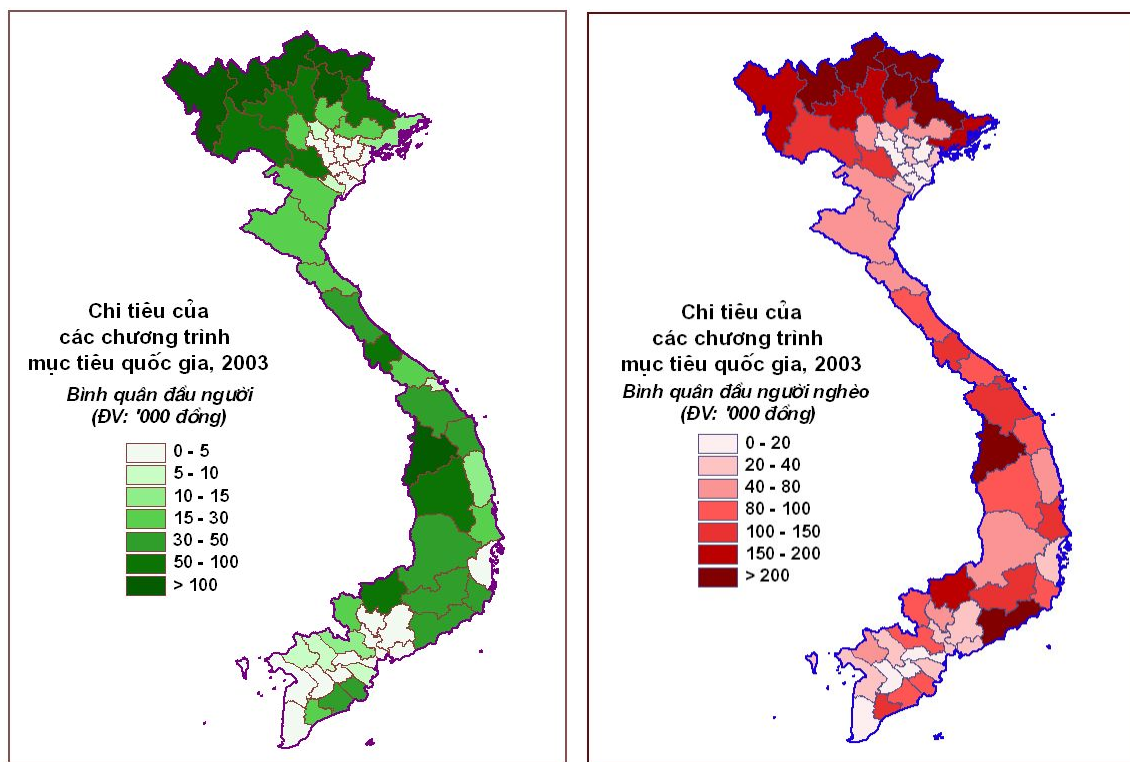 Chi tiêu của
các chương trình
mục tiêu quốc gia, 2003
Bình quân đầu người
(ĐV: '000 đồng)
0 - 5
5 - 10
10 - 15
15 - 30
30 - 50
50 - 100
> 100
Chi tiêu của
các chương trình
mục tiêu quốc gia, 2003
Bình quân đầu người nghèo
(ĐV: '000 đồng)
0 - 20
20 - 40
40 - 80
80 - 100
100 - 150
150 - 200
> 200